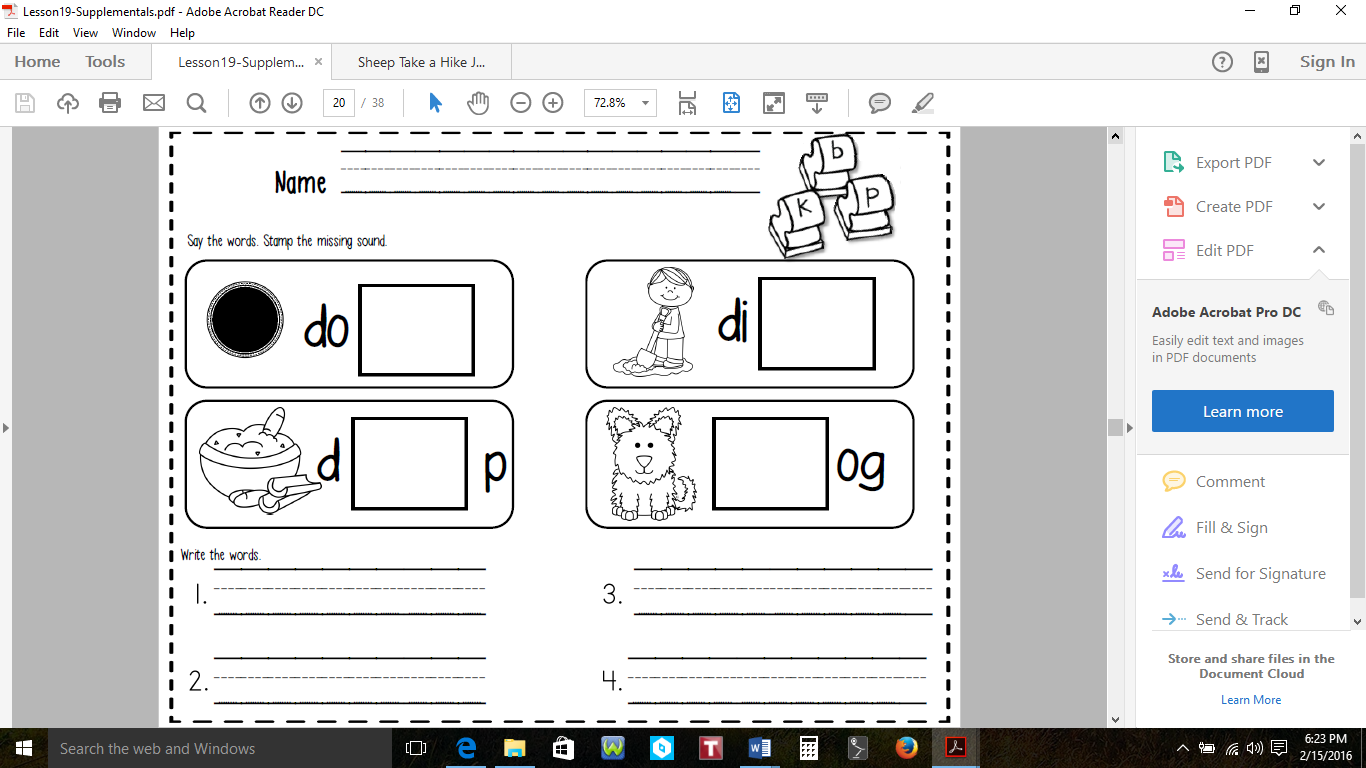 Lesson19-Supplementals.pdf - Adobe Acrobat Reader DC
File Edit View Window Help
Home Tools Lesson19-Supplem... × Sheep Take a Hike J... ? Sign In
20 / 38 72.8%
Export PDF
Create PDF
Edit PDF
Adobe Acrobat Pro DC
Easily edit text and images
in PDF documents
Learn more
Comment
Fill & Sign
Send for Signature
Send & Track
Store and share files in the
Document Cloud
Learn More
b
K p
Name
Say the words. Stamp the missing sound.
do
di
d p
og
Write the words.
1. 3.
2. 4.
Search the web and Windows
6:23 PM
2/15/2016